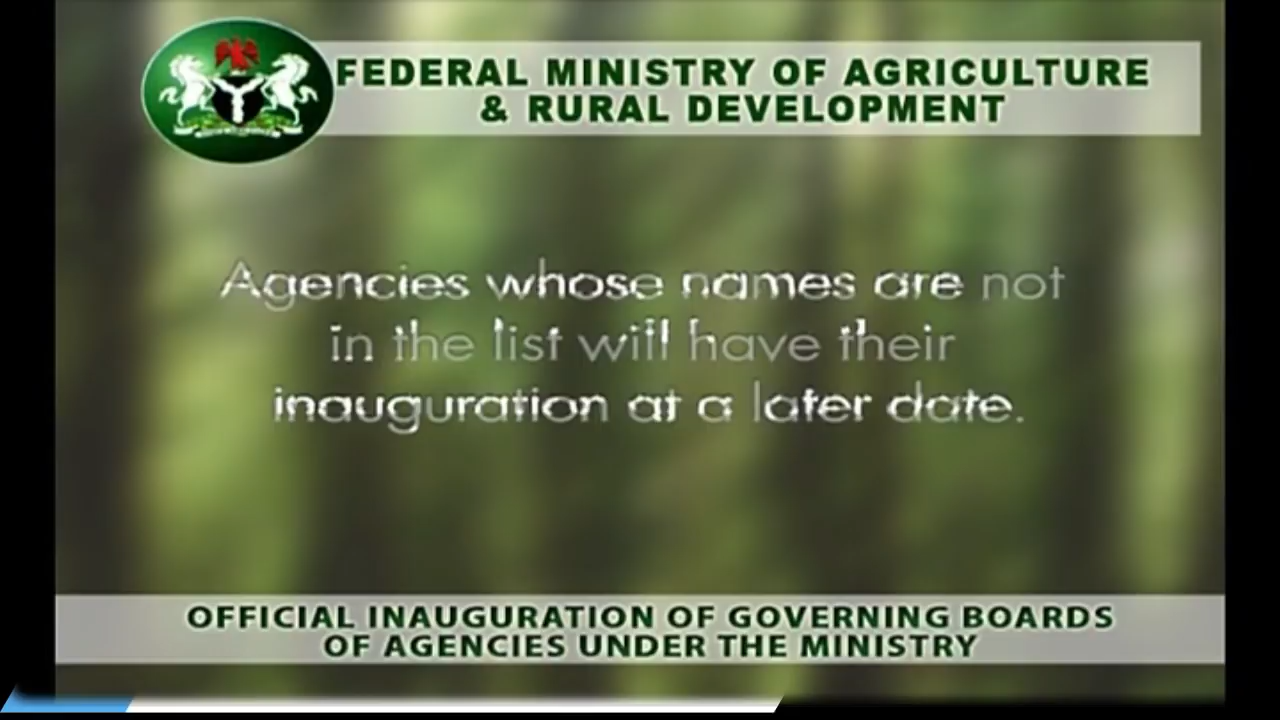 FEDERAL MINISTRY OF AGRICULTURE
& RURAL DEVELOPMENT
Agencies whose names are not
in the list will have their
inauguration at a later date.
OFFICIAL INAUGURATION OF GOVERNING BOARDS
OF AGENCIES UNDER THE MINISTRY